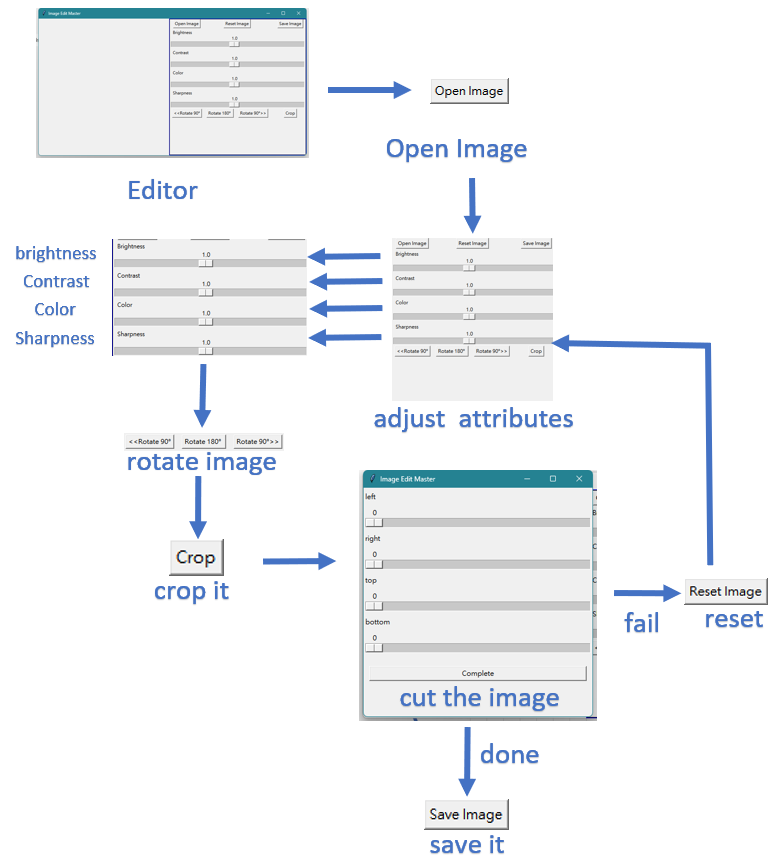 Image Edit Master
Open Image Reset Image Save Image
Brightness
1.0
Contrast
1.0
Color
1.0
Sharpness
1.0
<<Rotate 90° Rotate 180° Rotate 90°>> Crop
Editor
Open Image
Open Image
brightness
Contrast
Color
Sharpness
Brightness
1.0
Contrast
1.0
Color
1.0
Sharpness
1.0
Open Image Reset Image Save Image
Brightness
1.0
Contrast
1.0
Color
1.0
Sharpness
1.0
<<Rotate 90° Rotate 180° Rotate 90°>> Crop
adjust attributes
<<Rotate 90° Rotate 180° Rotate 90°>>
rotate image
Crop
crop it
Image Edit Master
left
0
right
0
top
0
bottom
0
Complete
cut the image
fail
Reset Image
reset
done
Save Image
save it